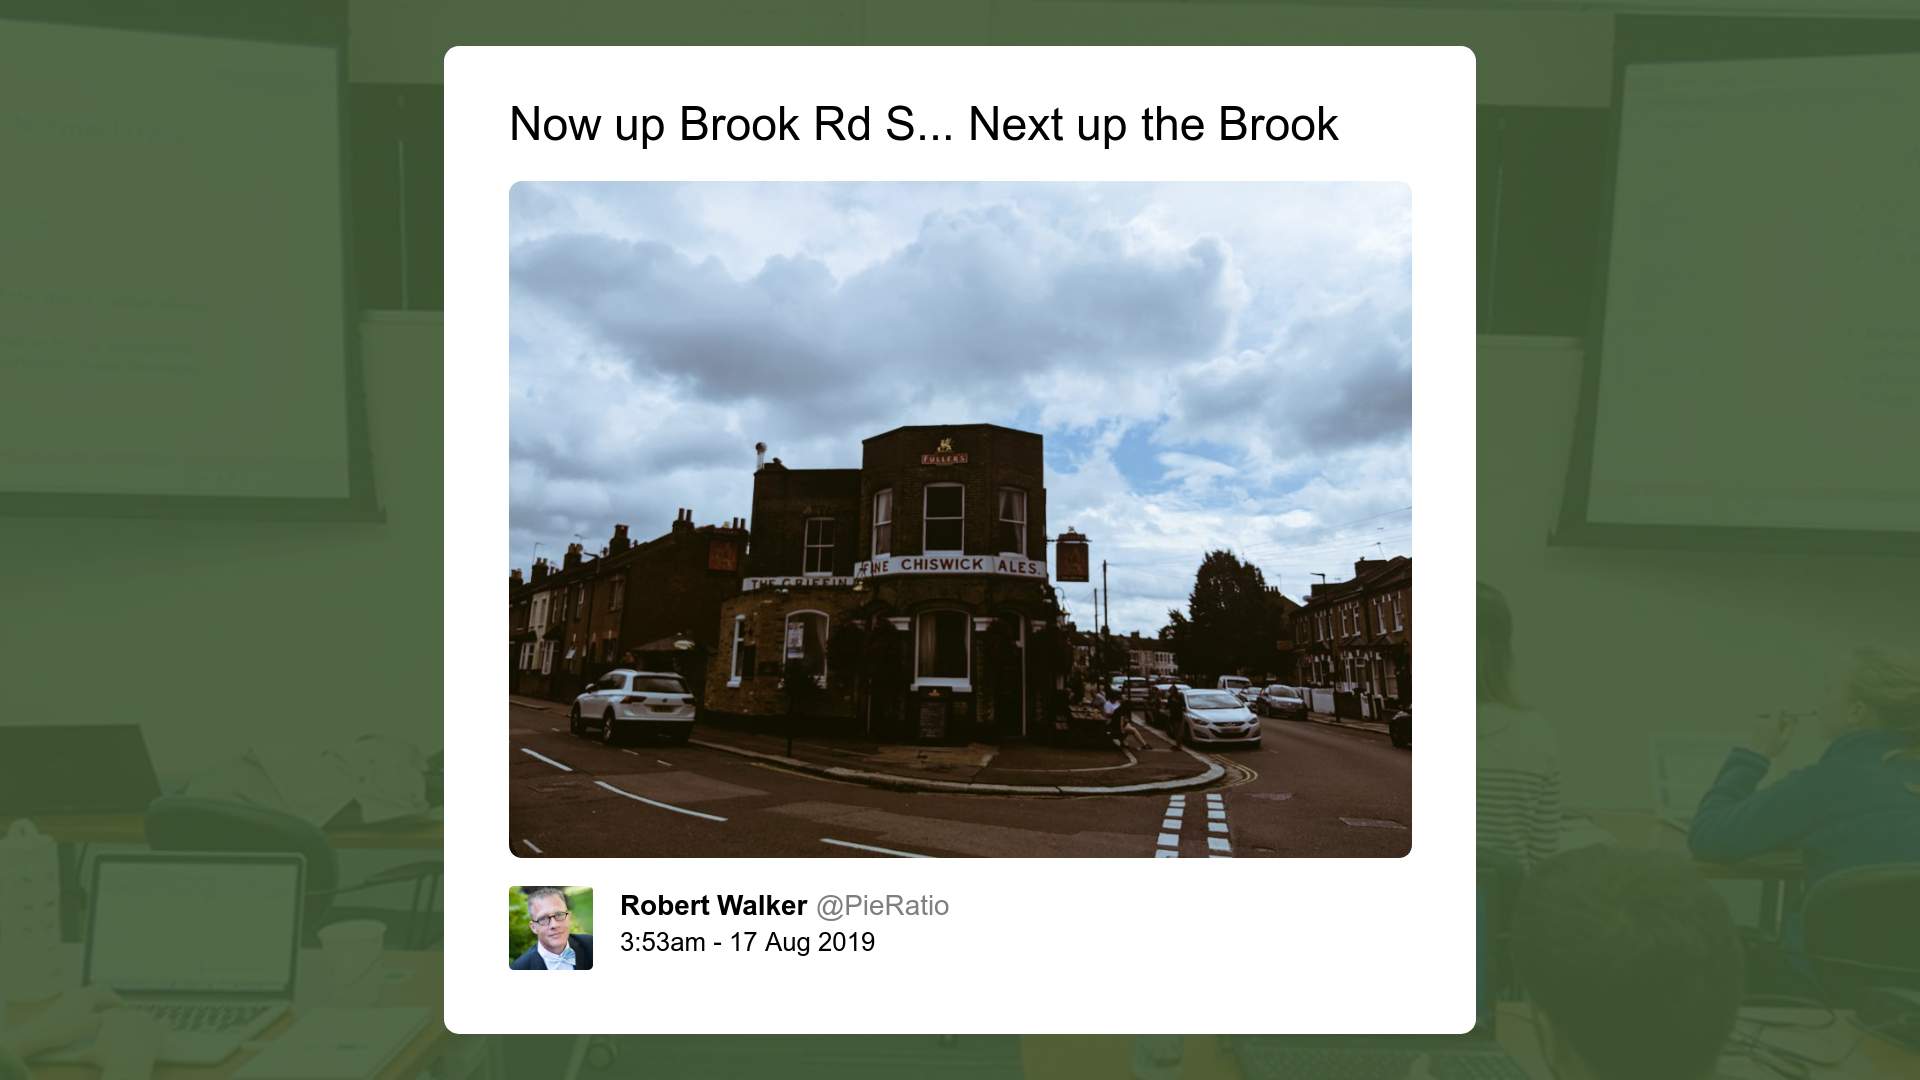 Now up Brook Rd S... Next up the Brook
FULLER'S
FINE CHISWICK ALES.
THE GRIFFIN
Robert Walker @PieRatio
3:53am - 17 Aug 2019